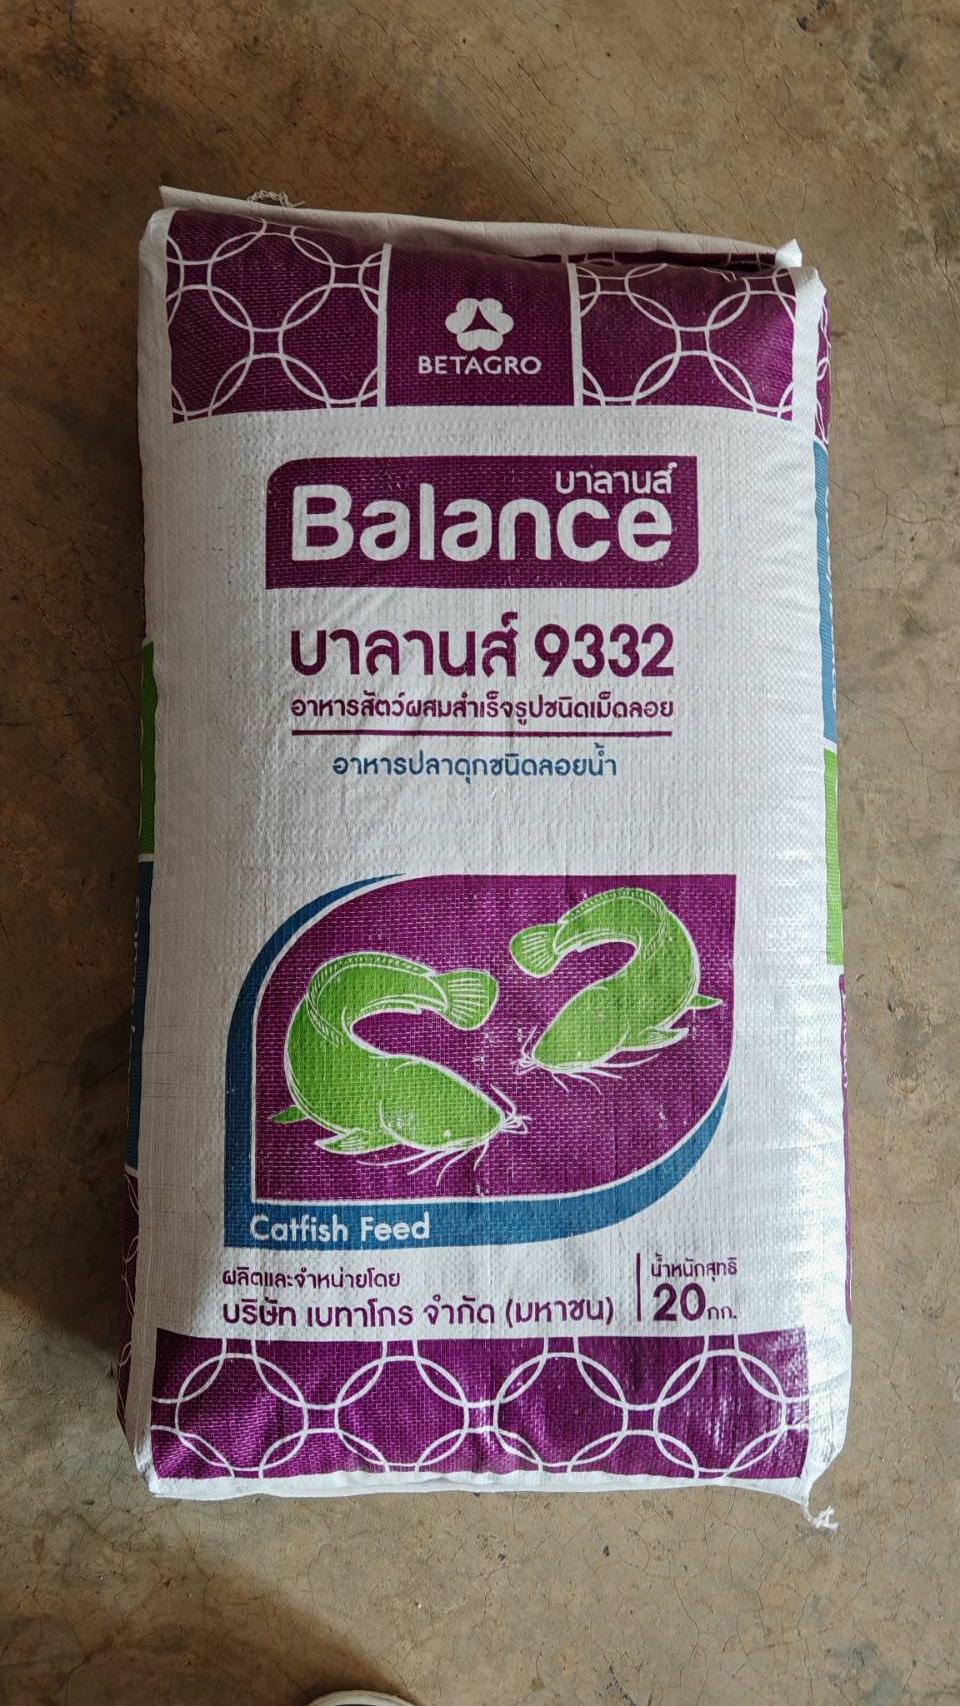 BETAGRO
บาลานส์
Balance
บาลานส์ 9332
อาหารสัตว์ผสมสำเร็จรูปชนิดเม็ดลอย
อาหารปลาดุกชนิดลอยน้ำ
Catfish Feed
ผลิตและจำหน่ายโดย
บริษัท เบทาโกร จำกัด (มหาชน)
น้ำหนักสุทธิ
20 กก.